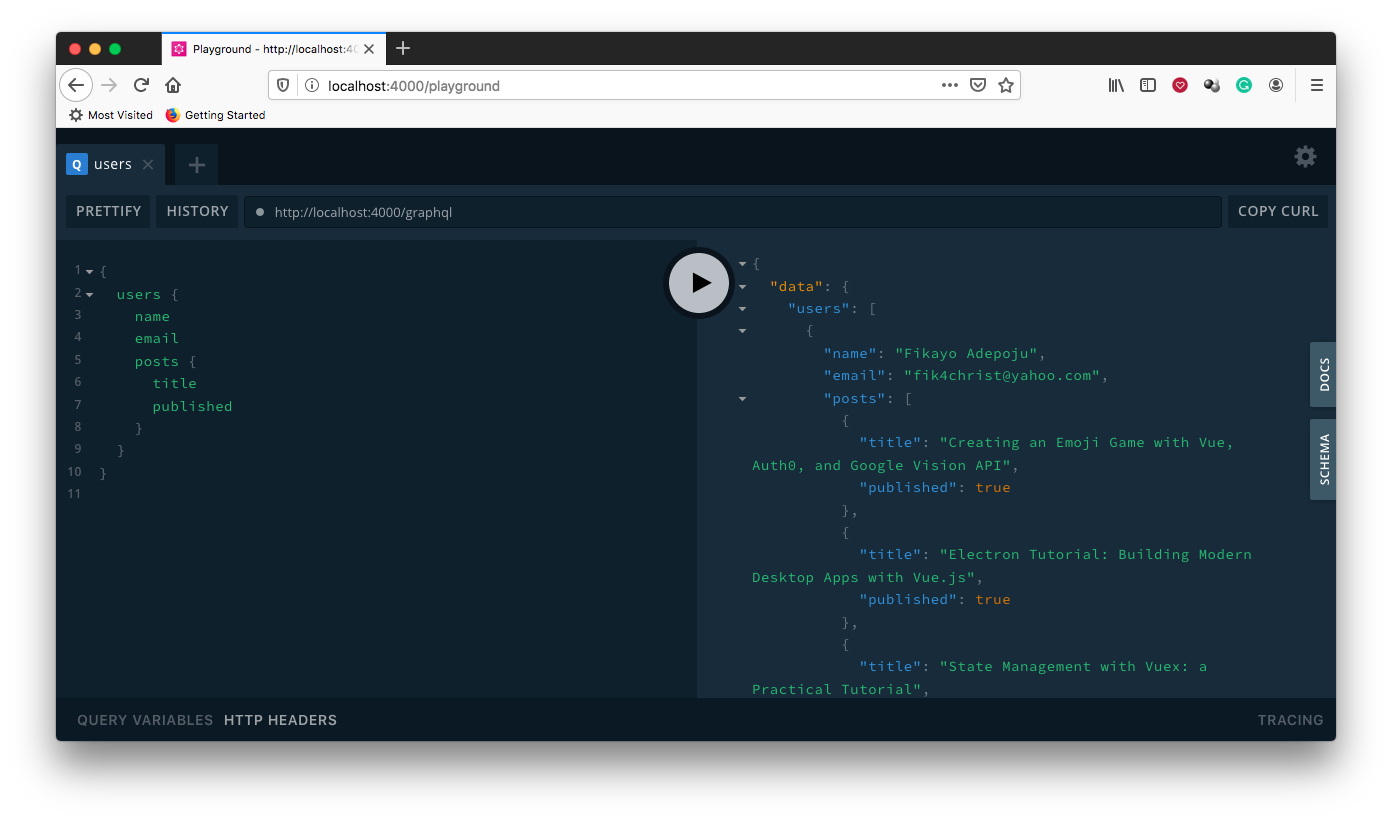 Playground - http://localhost:40
localhost:4000/playground
Most Visited Getting Started
Q users
PRETTIFY HISTORY http://localhost:4000/graphql COPY CURL
1 {
2 users {
3 name
4 email
5 posts {
6 title
7 published
8 }
9 }
10 }
11
{
"data": {
"users": [
{
"name": "Fikayo Adepoju",
"email": "fik4christ@yahoo.com",
"posts": [
{
"title": "Creating an Emoji Game with Vue,
Auth0, and Google Vision API",
"published": true
},
{
"title": "Electron Tutorial: Building Modern
Desktop Apps with Vue.js",
"published": true
},
{
"title": "State Management with Vuex: a
Practical Tutorial",
DOCS
SCHEMA
QUERY VARIABLES HTTP HEADERS TRACING